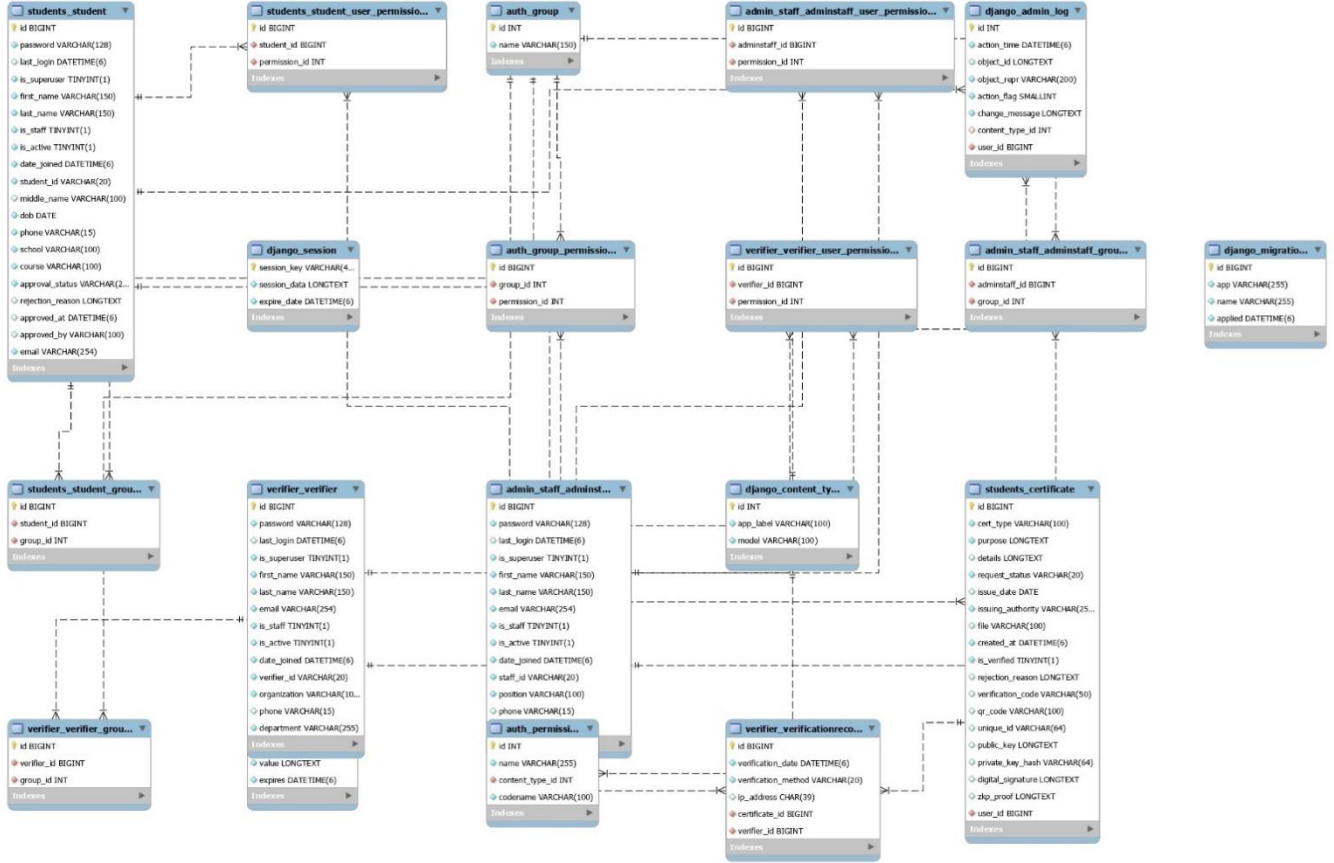 students_student
id BIGINT
password VARCHAR(128)
last_login DATETIME(6)
is_superuser TINYINT(1)
first_name VARCHAR(150)
last_name VARCHAR(150)
is_staff TINYINT(1)
is_active TINYINT(1)
date_joined DATETIME(6)
student_id VARCHAR(20)
middle_name VARCHAR(100)
dob DATE
phone VARCHAR(15)
school VARCHAR(100)
course VARCHAR(100)
approval_status VARCHAR(2...
rejection_reason LONGTEXT
approved_at DATETIME(6)
approved_by VARCHAR(100)
email VARCHAR(254)
Indexes
students_student_user_permission...
id BIGINT
student_id BIGINT
permission_id INT
Indexes
auth_group
id INT
name VARCHAR(150)
Indexes
admin_staff_adminstaff_user_permissio...
id BIGINT
adminstaff_id BIGINT
permission_id INT
Indexes
django_admin_log
id INT
action_time DATETIME(6)
object_id LONGTEXT
object_repr VARCHAR(200)
action_flag SMALLINT
change_message LONGTEXT
content_type_id INT
user_id BIGINT
Indexes
django_session
session_key VARCHAR(4...
session_data LONGTEXT
expire_date DATETIME(6)
Indexes
auth_group_permissio...
id BIGINT
group_id INT
permission_id INT
Indexes
verifier_verifier_user_permission...
id BIGINT
verifier_id BIGINT
permission_id INT
Indexes
admin_staff_adminstaff_grou...
id BIGINT
adminstaff_id BIGINT
group_id INT
Indexes
django_migratio...
id BIGINT
app VARCHAR(255)
name VARCHAR(255)
applied DATETIME(6)
Indexes
students_student_grou...
id BIGINT
student_id BIGINT
group_id INT
Indexes
verifier_verifier
id BIGINT
password VARCHAR(128)
last_login DATETIME(6)
is_superuser TINYINT(1)
first_name VARCHAR(150)
last_name VARCHAR(150)
email VARCHAR(254)
is_staff TINYINT(1)
is_active TINYINT(1)
date_joined DATETIME(6)
verifier_id VARCHAR(20)
organization VARCHAR(10...
phone VARCHAR(15)
department VARCHAR(255)
Indexes
value LONGTEXT
expires DATETIME(6)
Indexes
admin_staff_adminst...
id BIGINT
password VARCHAR(128)
last_login DATETIME(6)
is_superuser TINYINT(1)
first_name VARCHAR(150)
last_name VARCHAR(150)
email VARCHAR(254)
is_staff TINYINT(1)
is_active TINYINT(1)
date_joined DATETIME(6)
staff_id VARCHAR(20)
position VARCHAR(100)
phone VARCHAR(15)
django_content_ty...
id INT
app_label VARCHAR(100)
model VARCHAR(100)
Indexes
students_certificate
id BIGINT
cert_type VARCHAR(100)
purpose LONGTEXT
details LONGTEXT
request_status VARCHAR(20)
issue_date DATE
issuing_authority VARCHAR(25...
file VARCHAR(100)
created_at DATETIME(6)
is_verified TINYINT(1)
rejection_reason LONGTEXT
verification_code VARCHAR(50)
qr_code VARCHAR(100)
unique_id VARCHAR(64)
public_key LONGTEXT
private_key_hash VARCHAR(64)
digital_signature LONGTEXT
zkp_proof LONGTEXT
user_id BIGINT
Indexes
verifier_verifier_grou...
id BIGINT
verifier_id BIGINT
group_id INT
Indexes
auth_permissi...
id INT
name VARCHAR(255)
content_type_id INT
codename VARCHAR(100)
Indexes
verifier_verificationreco...
id BIGINT
verification_date DATETIME(6)
verification_method VARCHAR(20)
ip_address CHAR(39)
certificate_id BIGINT
verifier_id BIGINT
Indexes